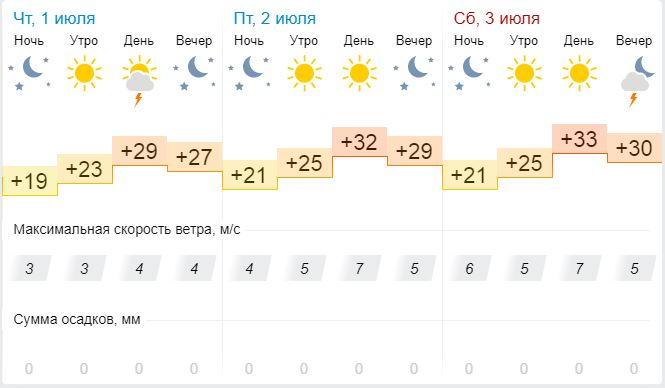 Чт, 1 июля Пт, 2 июля Сб, 3 июля
Ночь Утро День Вечер Ночь Утро День Вечер Ночь Утро День Вечер
+19 +23 +29 +27 +21 +25 +32 +29 +21 +25 +33 +30
Максимальная скорость ветра, м/с
3 3 4 4 4 5 7 5 6 5 7 5
Сумма осадков, мм
0 0 0 0 0 0 0 0 0 0 0 0